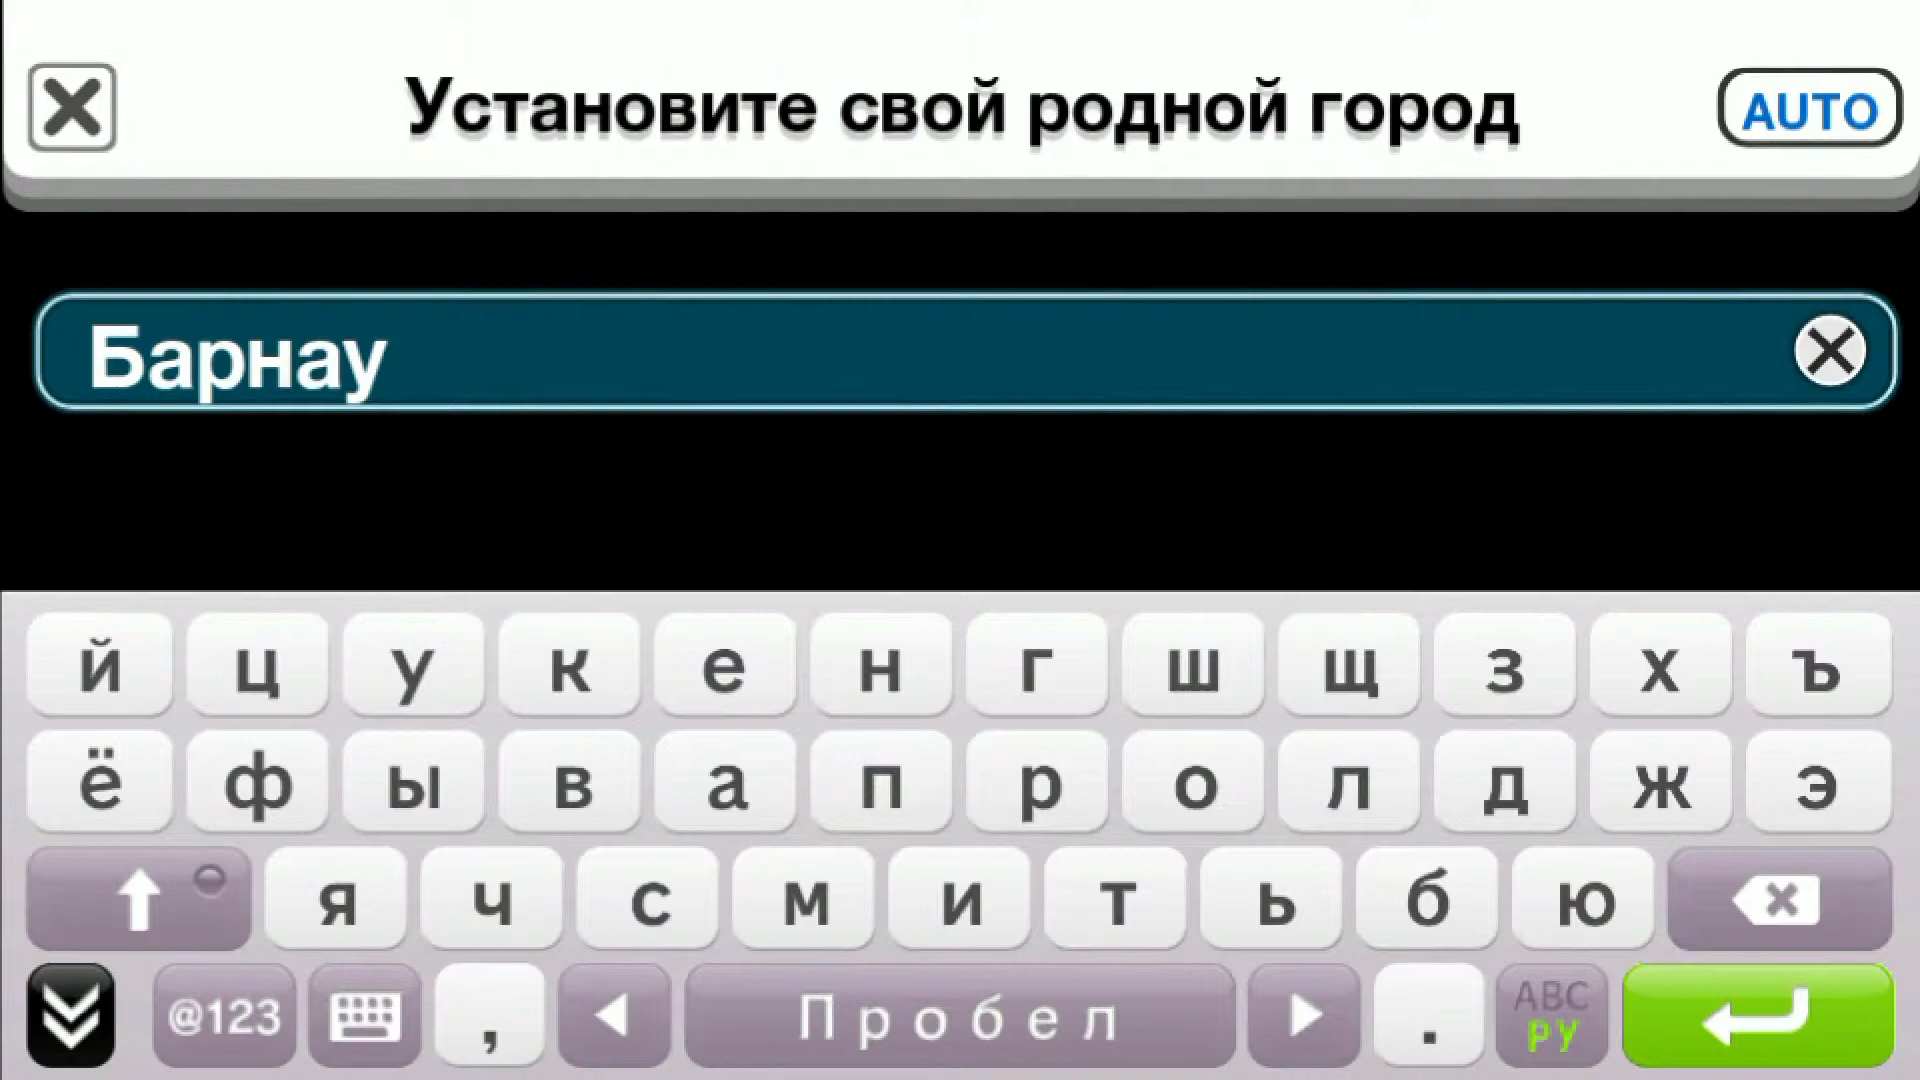 Установите свой родной город
AUTO
Барнау
й ц у к е н г ш щ з х ъ
ё ф ы в а п р о л д ж э
я ч с м и т ь б ю
@123 , Пробел . ABC
ру